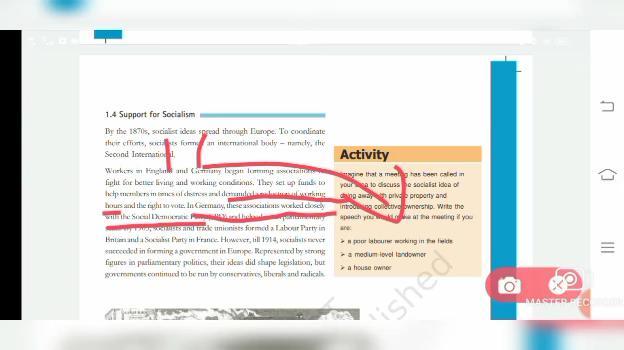 1.4 Support for Socialism
By the 1870s, socialist ideas spread through Europe. To coordinate
their efforts, socialists formed an international body – namely, the
Second International.
Workers in England and Germany began forming associations to
fight for better living and working conditions. They set up funds to
help members in times of distress and demanded a reduction of working
hours and the right to vote. In Germany, these associations worked closely
with the Social Democratic Party (SPD) and helped it win parliamentary
seats. By 1905, socialists and trade unionists formed a Labour Party in
Britain and a Socialist Party in France. However, till 1914, socialists never
succeeded in forming a government in Europe. Represented by strong
figures in parliamentary politics, their ideas did shape legislation, but
governments continued to be run by conservatives, liberals and radicals.
Activity
Imagine that a meeting has been called in
your area to discuss the socialist idea of
doing away with private property and
introducing collective ownership. Write the
speech you would make at the meeting if you
are:
➤ a poor labourer working in the fields
➤ a medium-level landowner
➤ a house owner
MASTER RECORDER